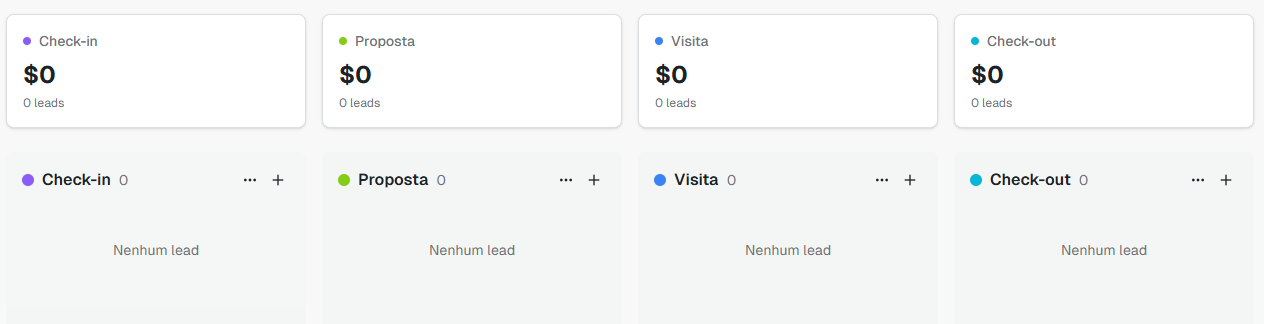 Check-in
$0
0 leads
Proposta
$0
0 leads
Visita
$0
0 leads
Check-out
$0
0 leads
Check-in 0
Nenhum lead
Proposta 0
Nenhum lead
Visita 0
Nenhum lead
Check-out 0
Nenhum lead